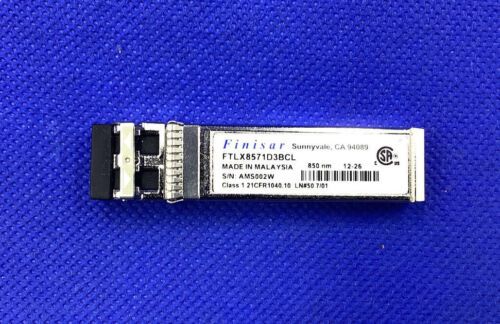 Finisar Sunnyvale, CA 94089
FTLX8571D3BCL
MADE IN MALAYSIA 850 nm 12-26
S/N: AMS002W
Class 1 21CFR1040.10 LN#50 7/01